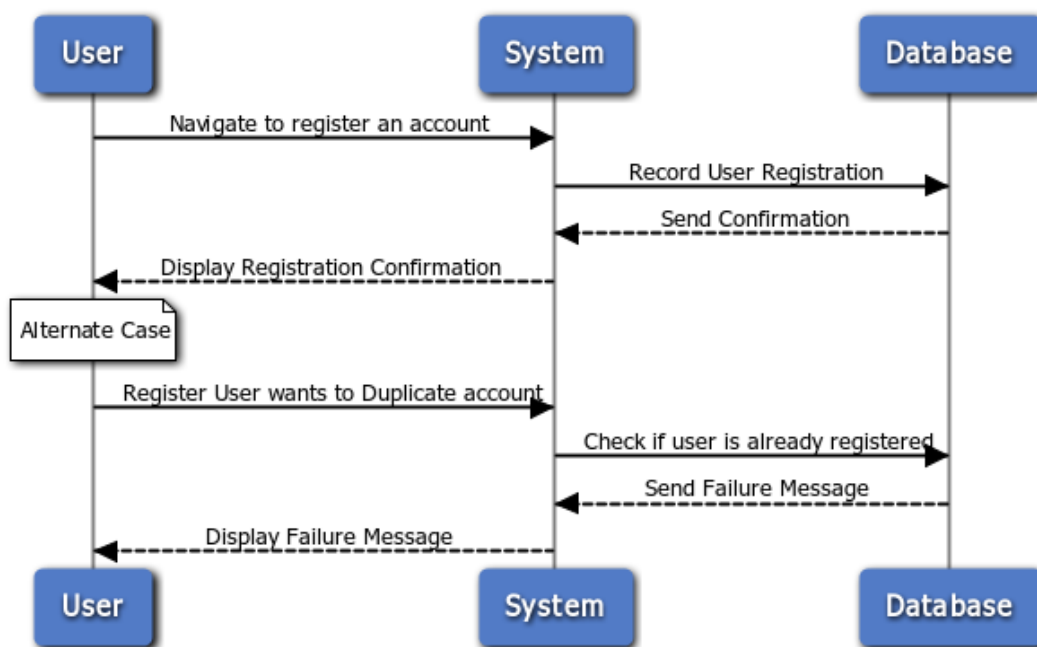 User
System
Database
Navigate to register an account
Record User Registration
Send Confirmation
Display Registration Confirmation
Alternate Case
Register User wants to Duplicate account
Check if user is already registered
Send Failure Message
Display Failure Message
User
System
Database